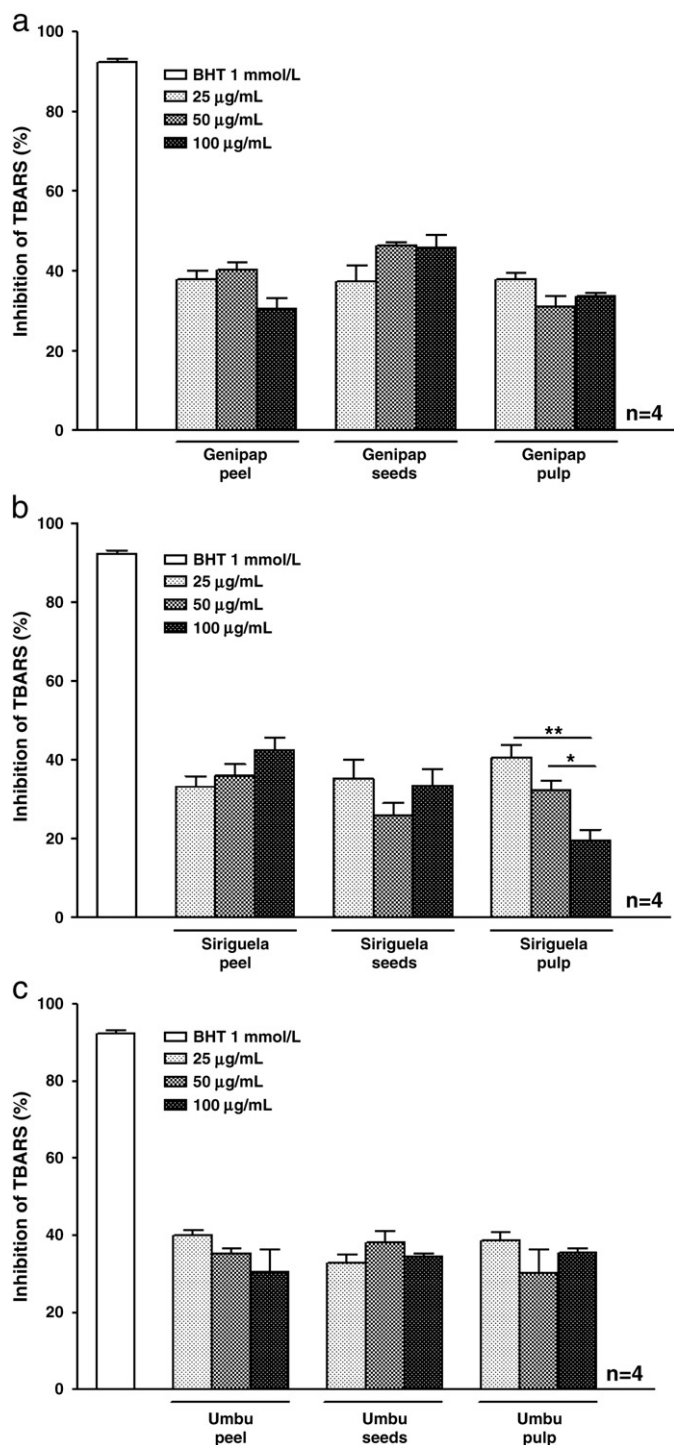 a
Inhibition of TBARS (%)
100
80
60
40
20
0
BHT 1 mmol/L
25 µg/mL
50 µg/mL
100 µg/mL
n=4
Genipap peel
Genipap seeds
Genipap pulp
b
Inhibition of TBARS (%)
100
80
60
40
20
0
BHT 1 mmol/L
25 µg/mL
50 µg/mL
100 µg/mL
**
*
n=4
Siriguela peel
Siriguela seeds
Siriguela pulp
c
Inhibition of TBARS (%)
100
80
60
40
20
0
BHT 1 mmol/L
25 µg/mL
50 µg/mL
100 µg/mL
n=4
Umbu peel
Umbu seeds
Umbu pulp